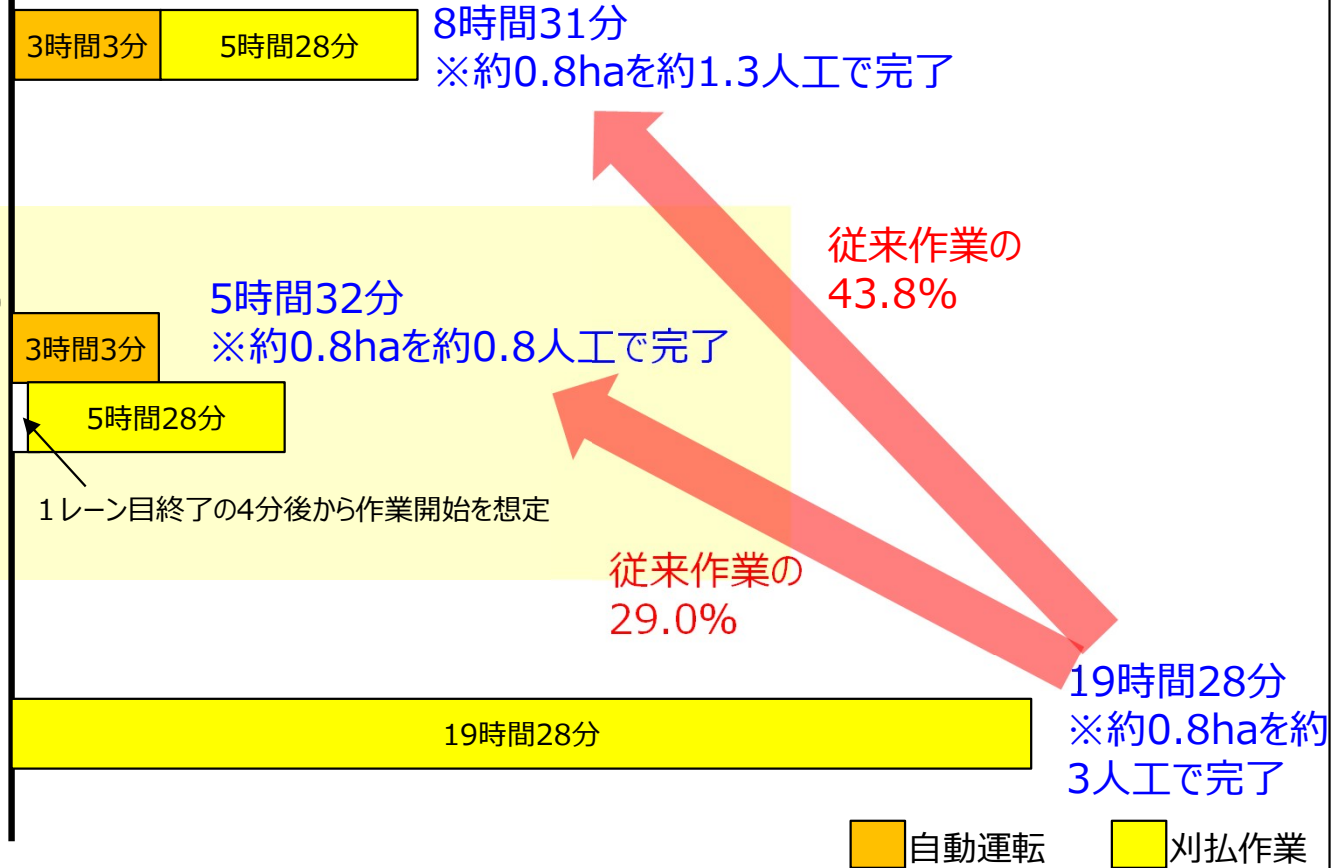 3時間3分
5時間28分
8時間31分
※約0.8haを約1.3人工で完了
従来作業の
43.8%
5時間32分
※約0.8haを約0.8人工で完了
3時間3分
5時間28分
1レーン目終了の4分後から作業開始を想定
従来作業の
29.0%
19時間28分
19時間28分
※約0.8haを約
3人工で完了
自動運転
刈払作業